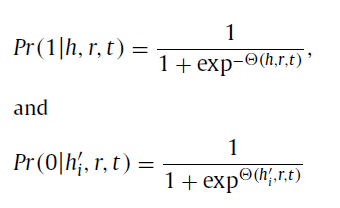 Pr(1|h, r, t) = 1 / (1 + exp^{−Θ(h,r,t)}),
and
Pr(0|h′_i, r, t) = 1 / (1 + exp^{Θ(h′_i,r,t)})